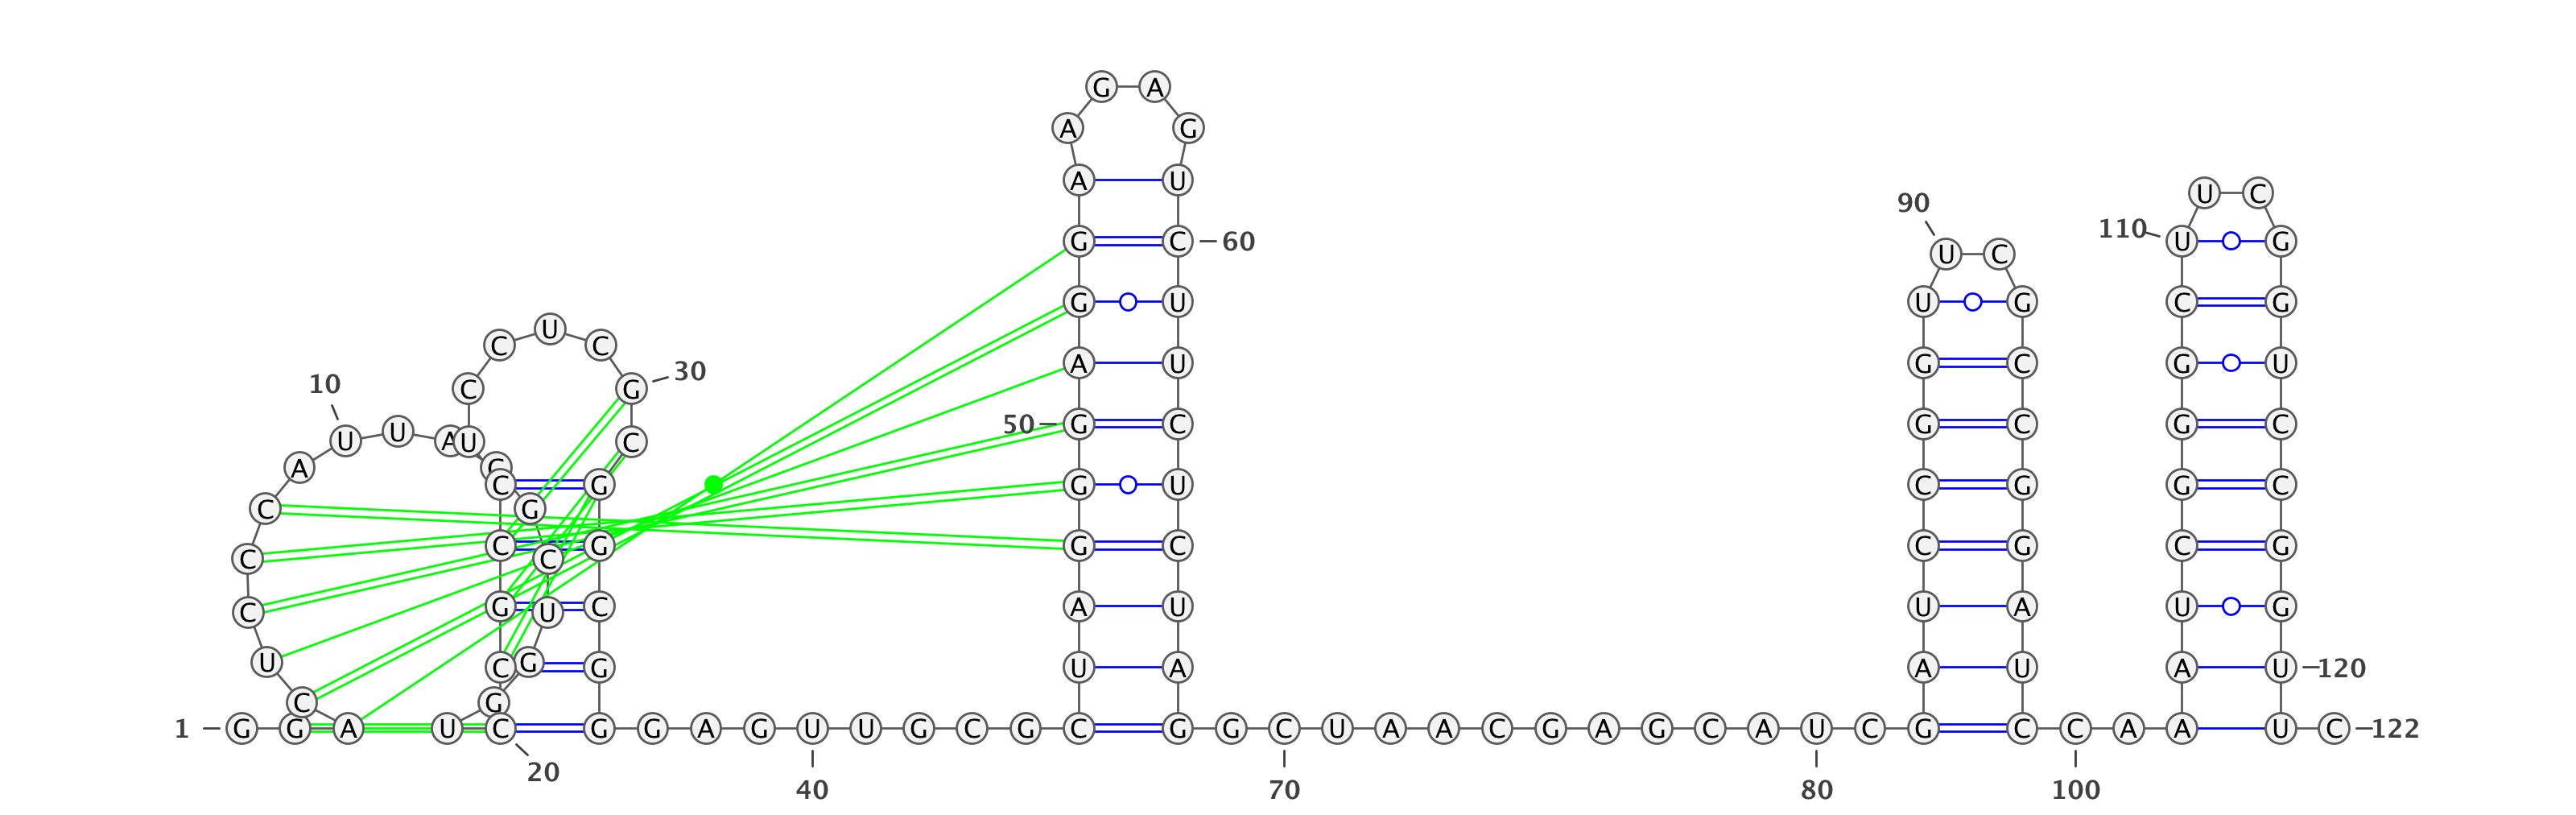 G A
A G
A U
U C
90
110
G C 60 U G
U C
G U U G C G
U
C C
A U G C G U
30
10
C G
50 G C G C G C
U
U A U C
A C
C G G U C G G C
C G
C G G C C G C G
C C
G C A U U A U G
C U
U G
C G U A A U A U 120
C G
1 G G A U C G G A G U U G C G C G G C U A A C G A G C A U C G C C A A U C 122
20
40 70 80 100